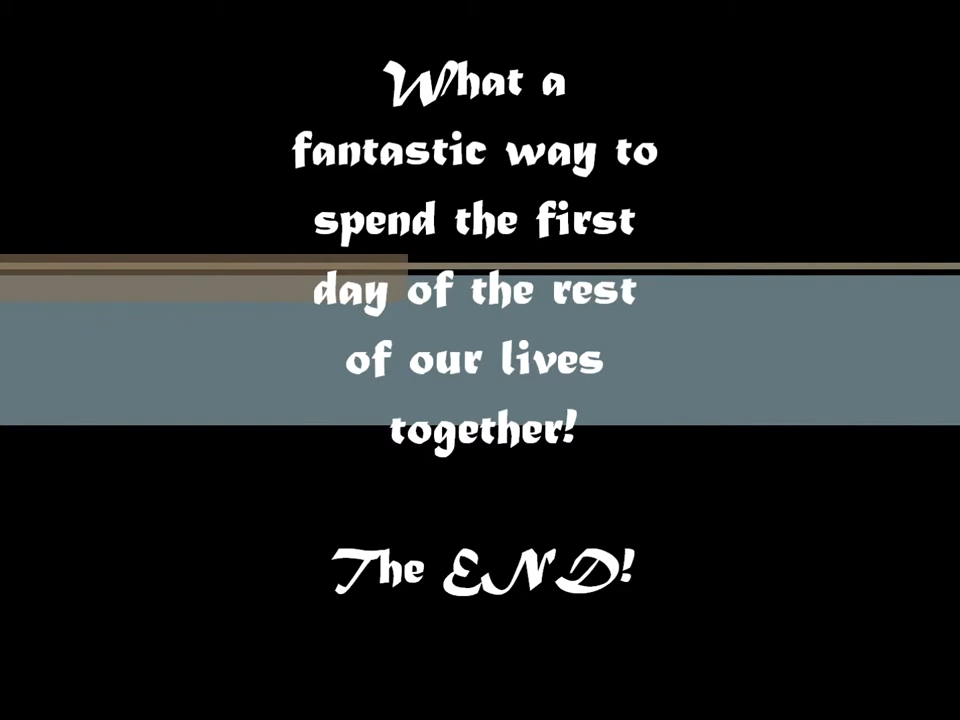 What a
fantastic way to
spend the first
day of the rest
of our lives
together!
The END!